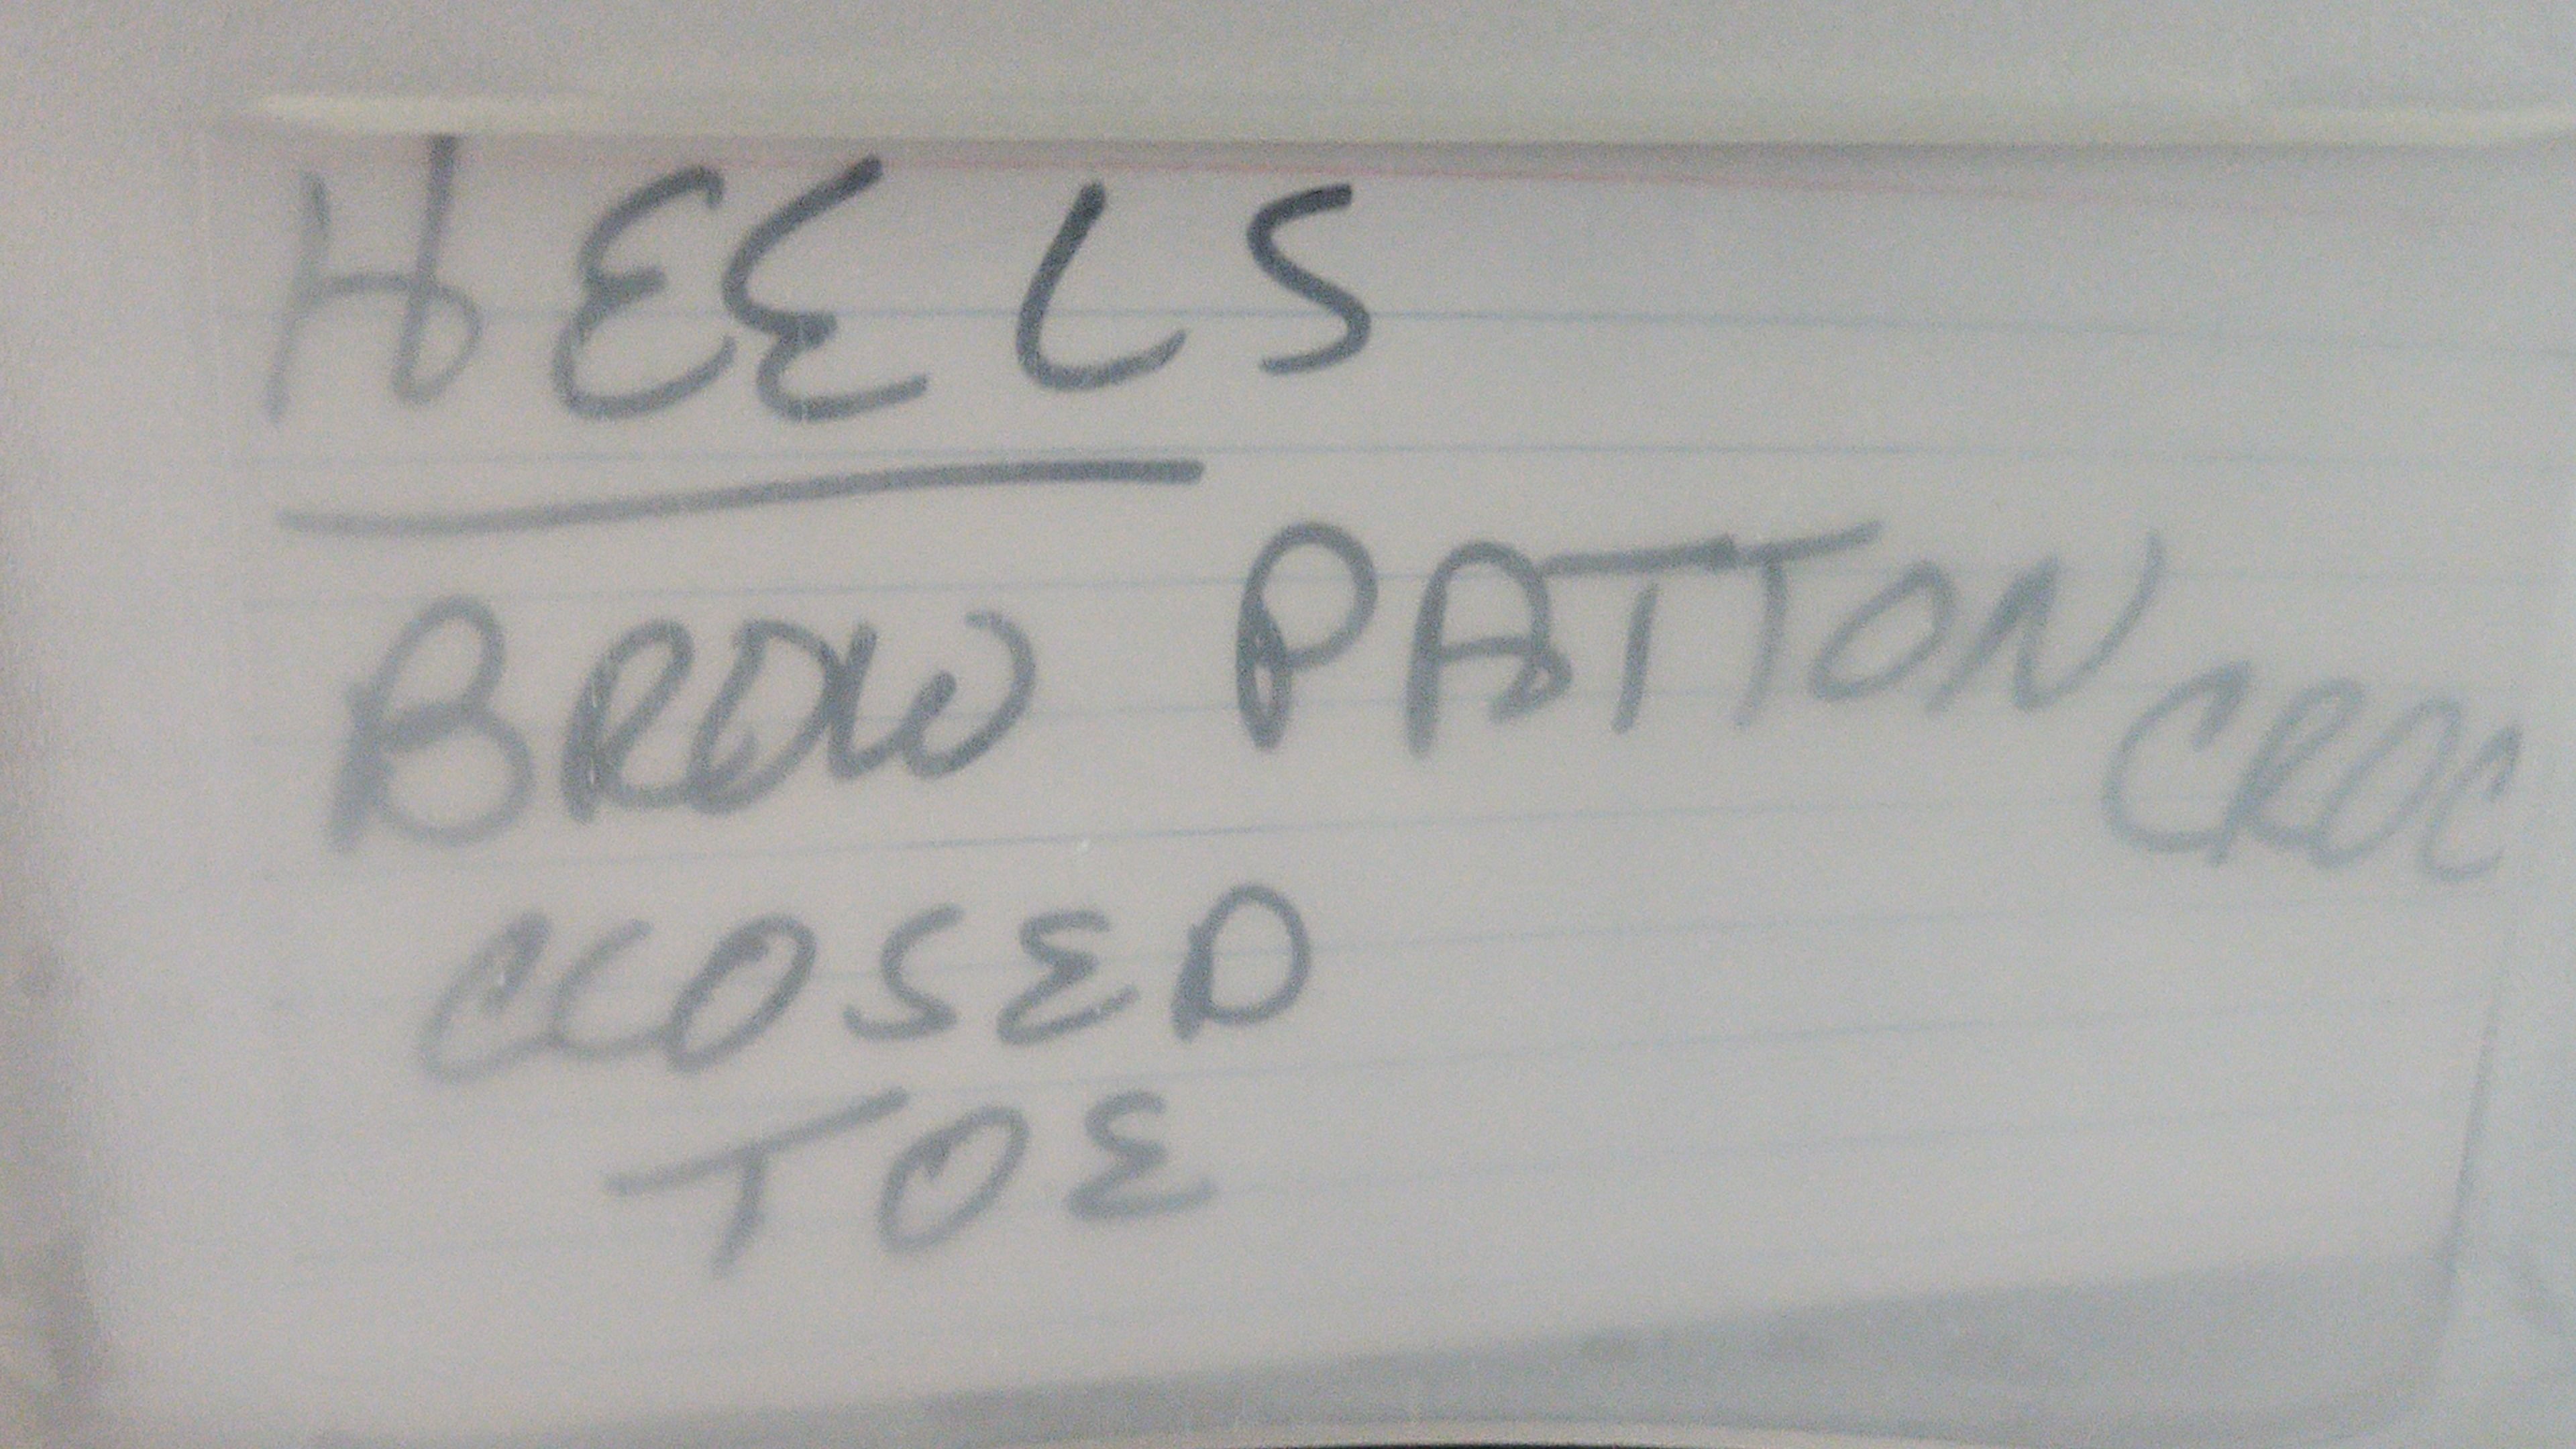 HEELS
BROW PATTON CROC
CLOSED
TOE